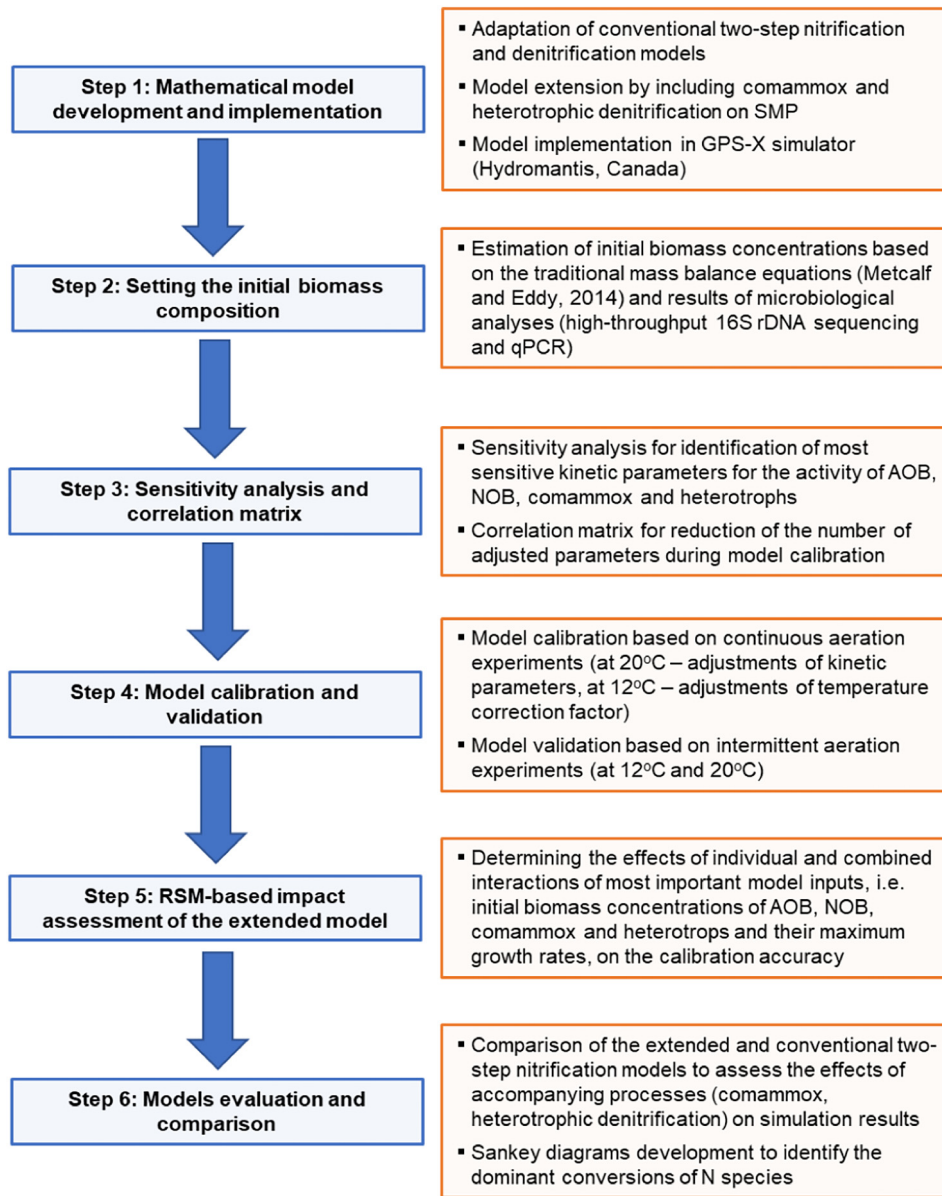 Step 1: Mathematical model
development and implementation
▪ Adaptation of conventional two-step nitrification
and denitrification models
▪ Model extension by including comammox and
heterotrophic denitrification on SMP
▪ Model implementation in GPS-X simulator
(Hydromantis, Canada)
Step 2: Setting the initial biomass
composition
▪ Estimation of initial biomass concentrations based
on the traditional mass balance equations (Metcalf
and Eddy, 2014) and results of microbiological
analyses (high-throughput 16S rDNA sequencing
and qPCR)
Step 3: Sensitivity analysis and
correlation matrix
▪ Sensitivity analysis for identification of most
sensitive kinetic parameters for the activity of AOB,
NOB, comammox and heterotrophs
▪ Correlation matrix for reduction of the number of
adjusted parameters during model calibration
Step 4: Model calibration and
validation
▪ Model calibration based on continuous aeration
experiments (at 20°C – adjustments of kinetic
parameters, at 12°C – adjustments of temperature
correction factor)
▪ Model validation based on intermittent aeration
experiments (at 12°C and 20°C)
Step 5: RSM-based impact
assessment of the extended model
▪ Determining the effects of individual and combined
interactions of most important model inputs, i.e.
initial biomass concentrations of AOB, NOB,
comammox and heterotrops and their maximum
growth rates, on the calibration accuracy
Step 6: Models evaluation and
comparison
▪ Comparison of the extended and conventional two-
step nitrification models to assess the effects of
accompanying processes (comammox,
heterotrophic denitrification) on simulation results
▪ Sankey diagrams development to identify the
dominant conversions of N species